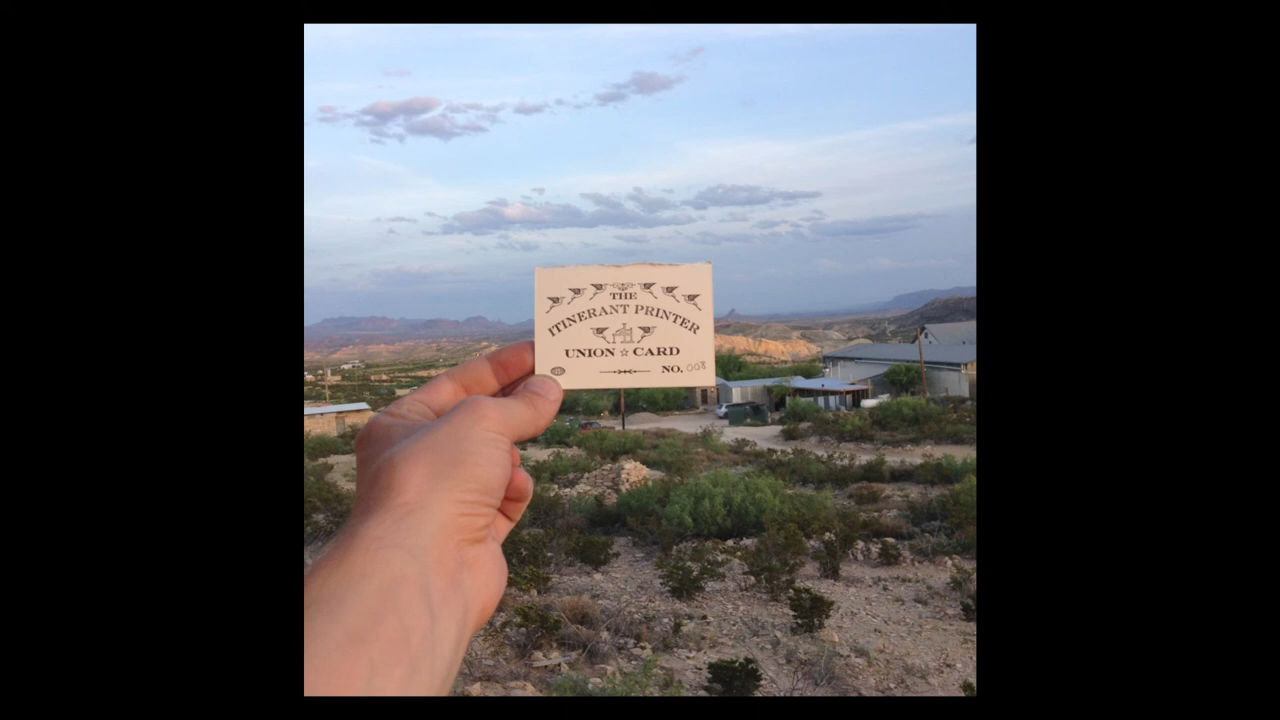 THE
ITINERANT PRINTER
UNION ☆ CARD
NO. 008